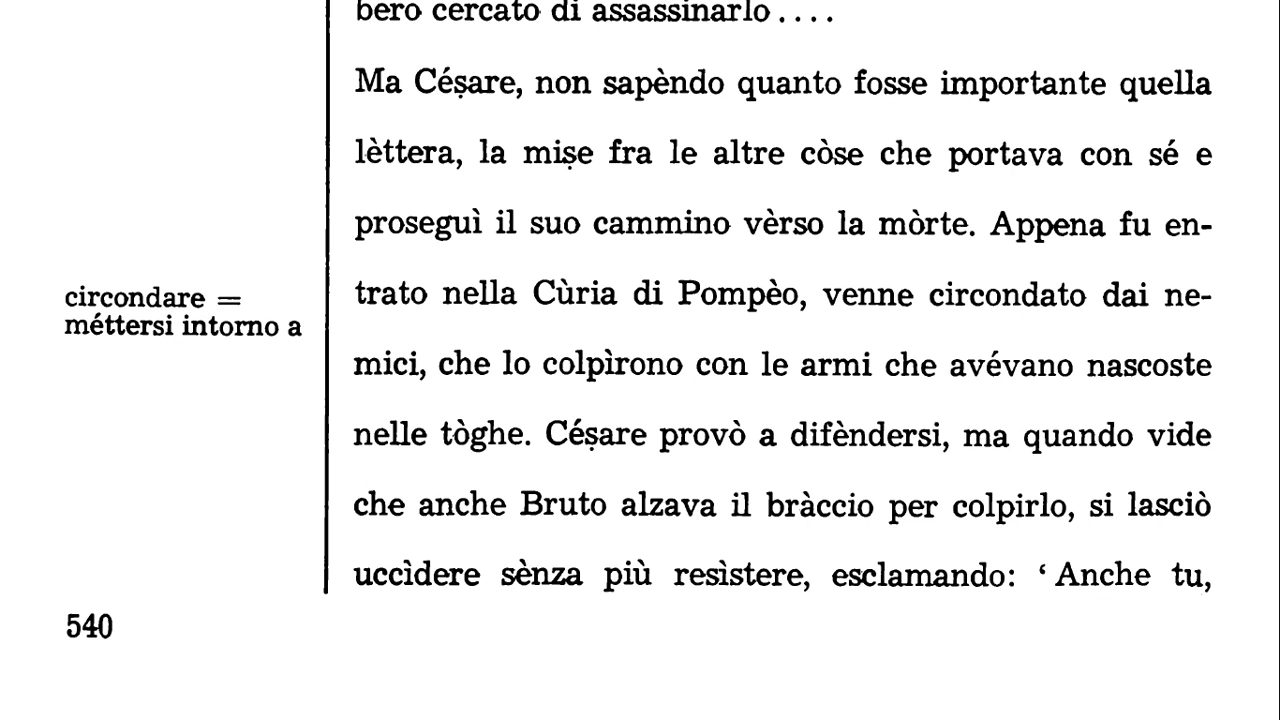 bero cercato di assassinarlo . . . .
Ma Céṣare, non sapèndo quanto fosse importante quella
lèttera, la miṣe fra le altre còse che portava con sé e
proseguì il suo cammino vèrso la mòrte. Appena fu en-
trato nella Cùria di Pompèo, venne circondato dai ne-
circondare =
méttersi intorno a
mici, che lo colpìrono con le armi che avévano nascoste
nelle tòghe. Céṣare provò a difèndersi, ma quando vide
che anche Bruto alzava il bràccio per colpirlo, si lasciò
uccìdere sènza più resìstere, esclamando: ‘ Anche tu,
540